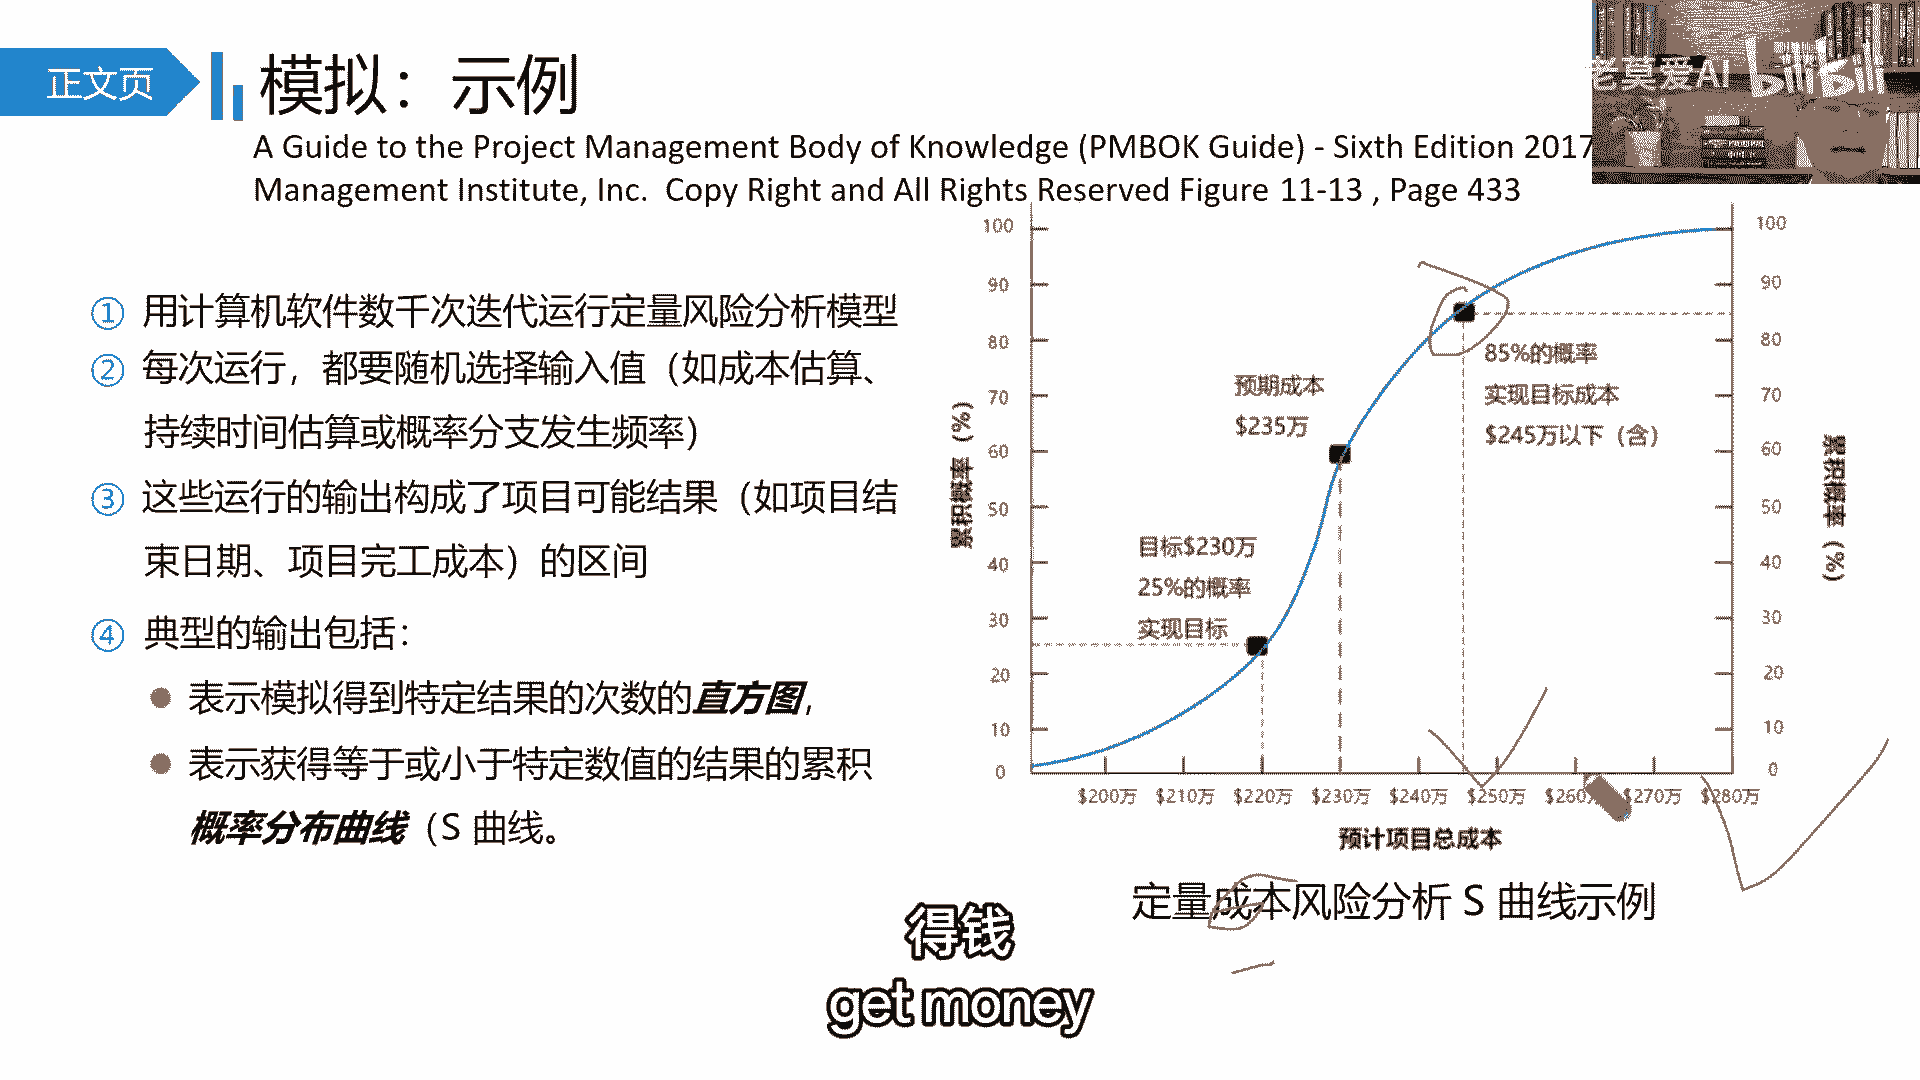 正文页
模拟：示例
老莫爱AI bilibili
A Guide to the Project Management Body of Knowledge (PMBOK Guide) - Sixth Edition 2017
Management Institute, Inc. Copy Right and All Rights Reserved Figure 11-13 , Page 433
① 用计算机软件数千次迭代运行定量风险分析模型
② 每次运行，都要随机选择输入值（如成本估算、
持续时间估算或概率分支发生频率）
③ 这些运行的输出构成了项目可能结果（如项目结
束日期、项目完工成本）的区间
④ 典型的输出包括：
● 表示模拟得到特定结果的次数的直方图，
● 表示获得等于或小于特定数值的结果的累积
概率分布曲线（S 曲线。
累积概率（%）
100
90
80
70
60
50
40
30
20
10
0
预期成本
$235万
目标$230万
25%的概率
实现目标
85%的概率
实现目标成本
$245万以下（含）
100
90
80
70
60
50
40
30
20
10
0
累积概率（%）
$200万 $210万 $220万 $230万 $240万 $250万 $260万 $270万 $280万
预计项目总成本
定量成本风险分析 S 曲线示例
得钱
get money